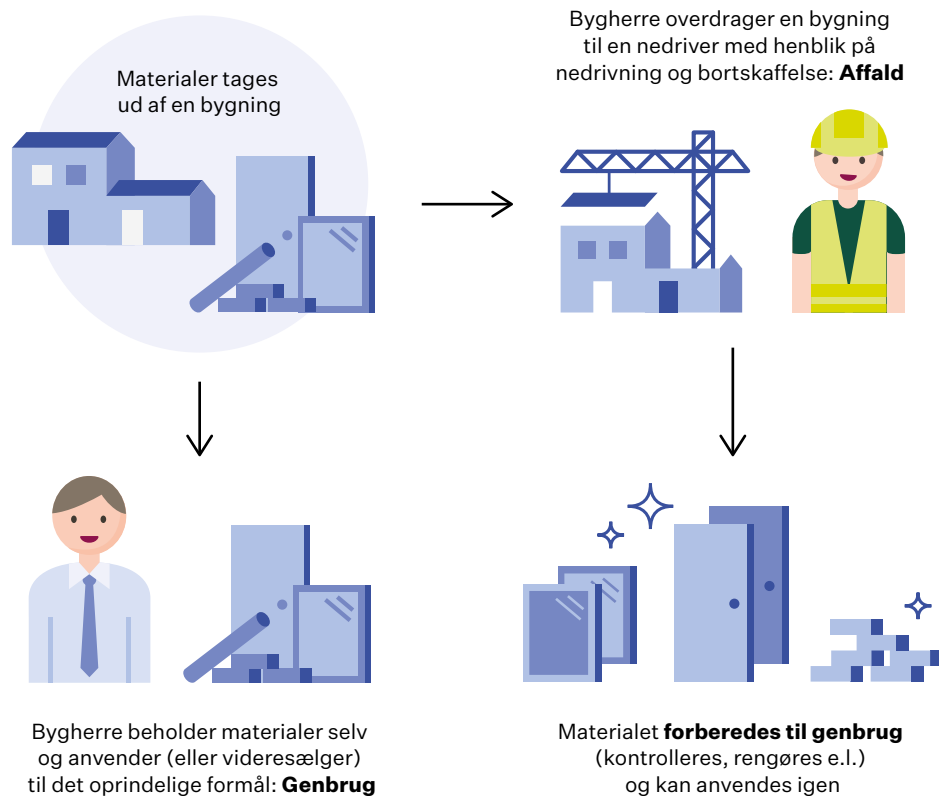 Materialer tages
ud af en bygning
Bygherre overdrager en bygning
til en nedriver med henblik på
nedrivning og bortskaffelse: Affald
Bygherre beholder materialer selv
og anvender (eller videresælger)
til det oprindelige formål: Genbrug
Materialet forberedes til genbrug
(kontrolleres, rengøres e.l.)
og kan anvendes igen